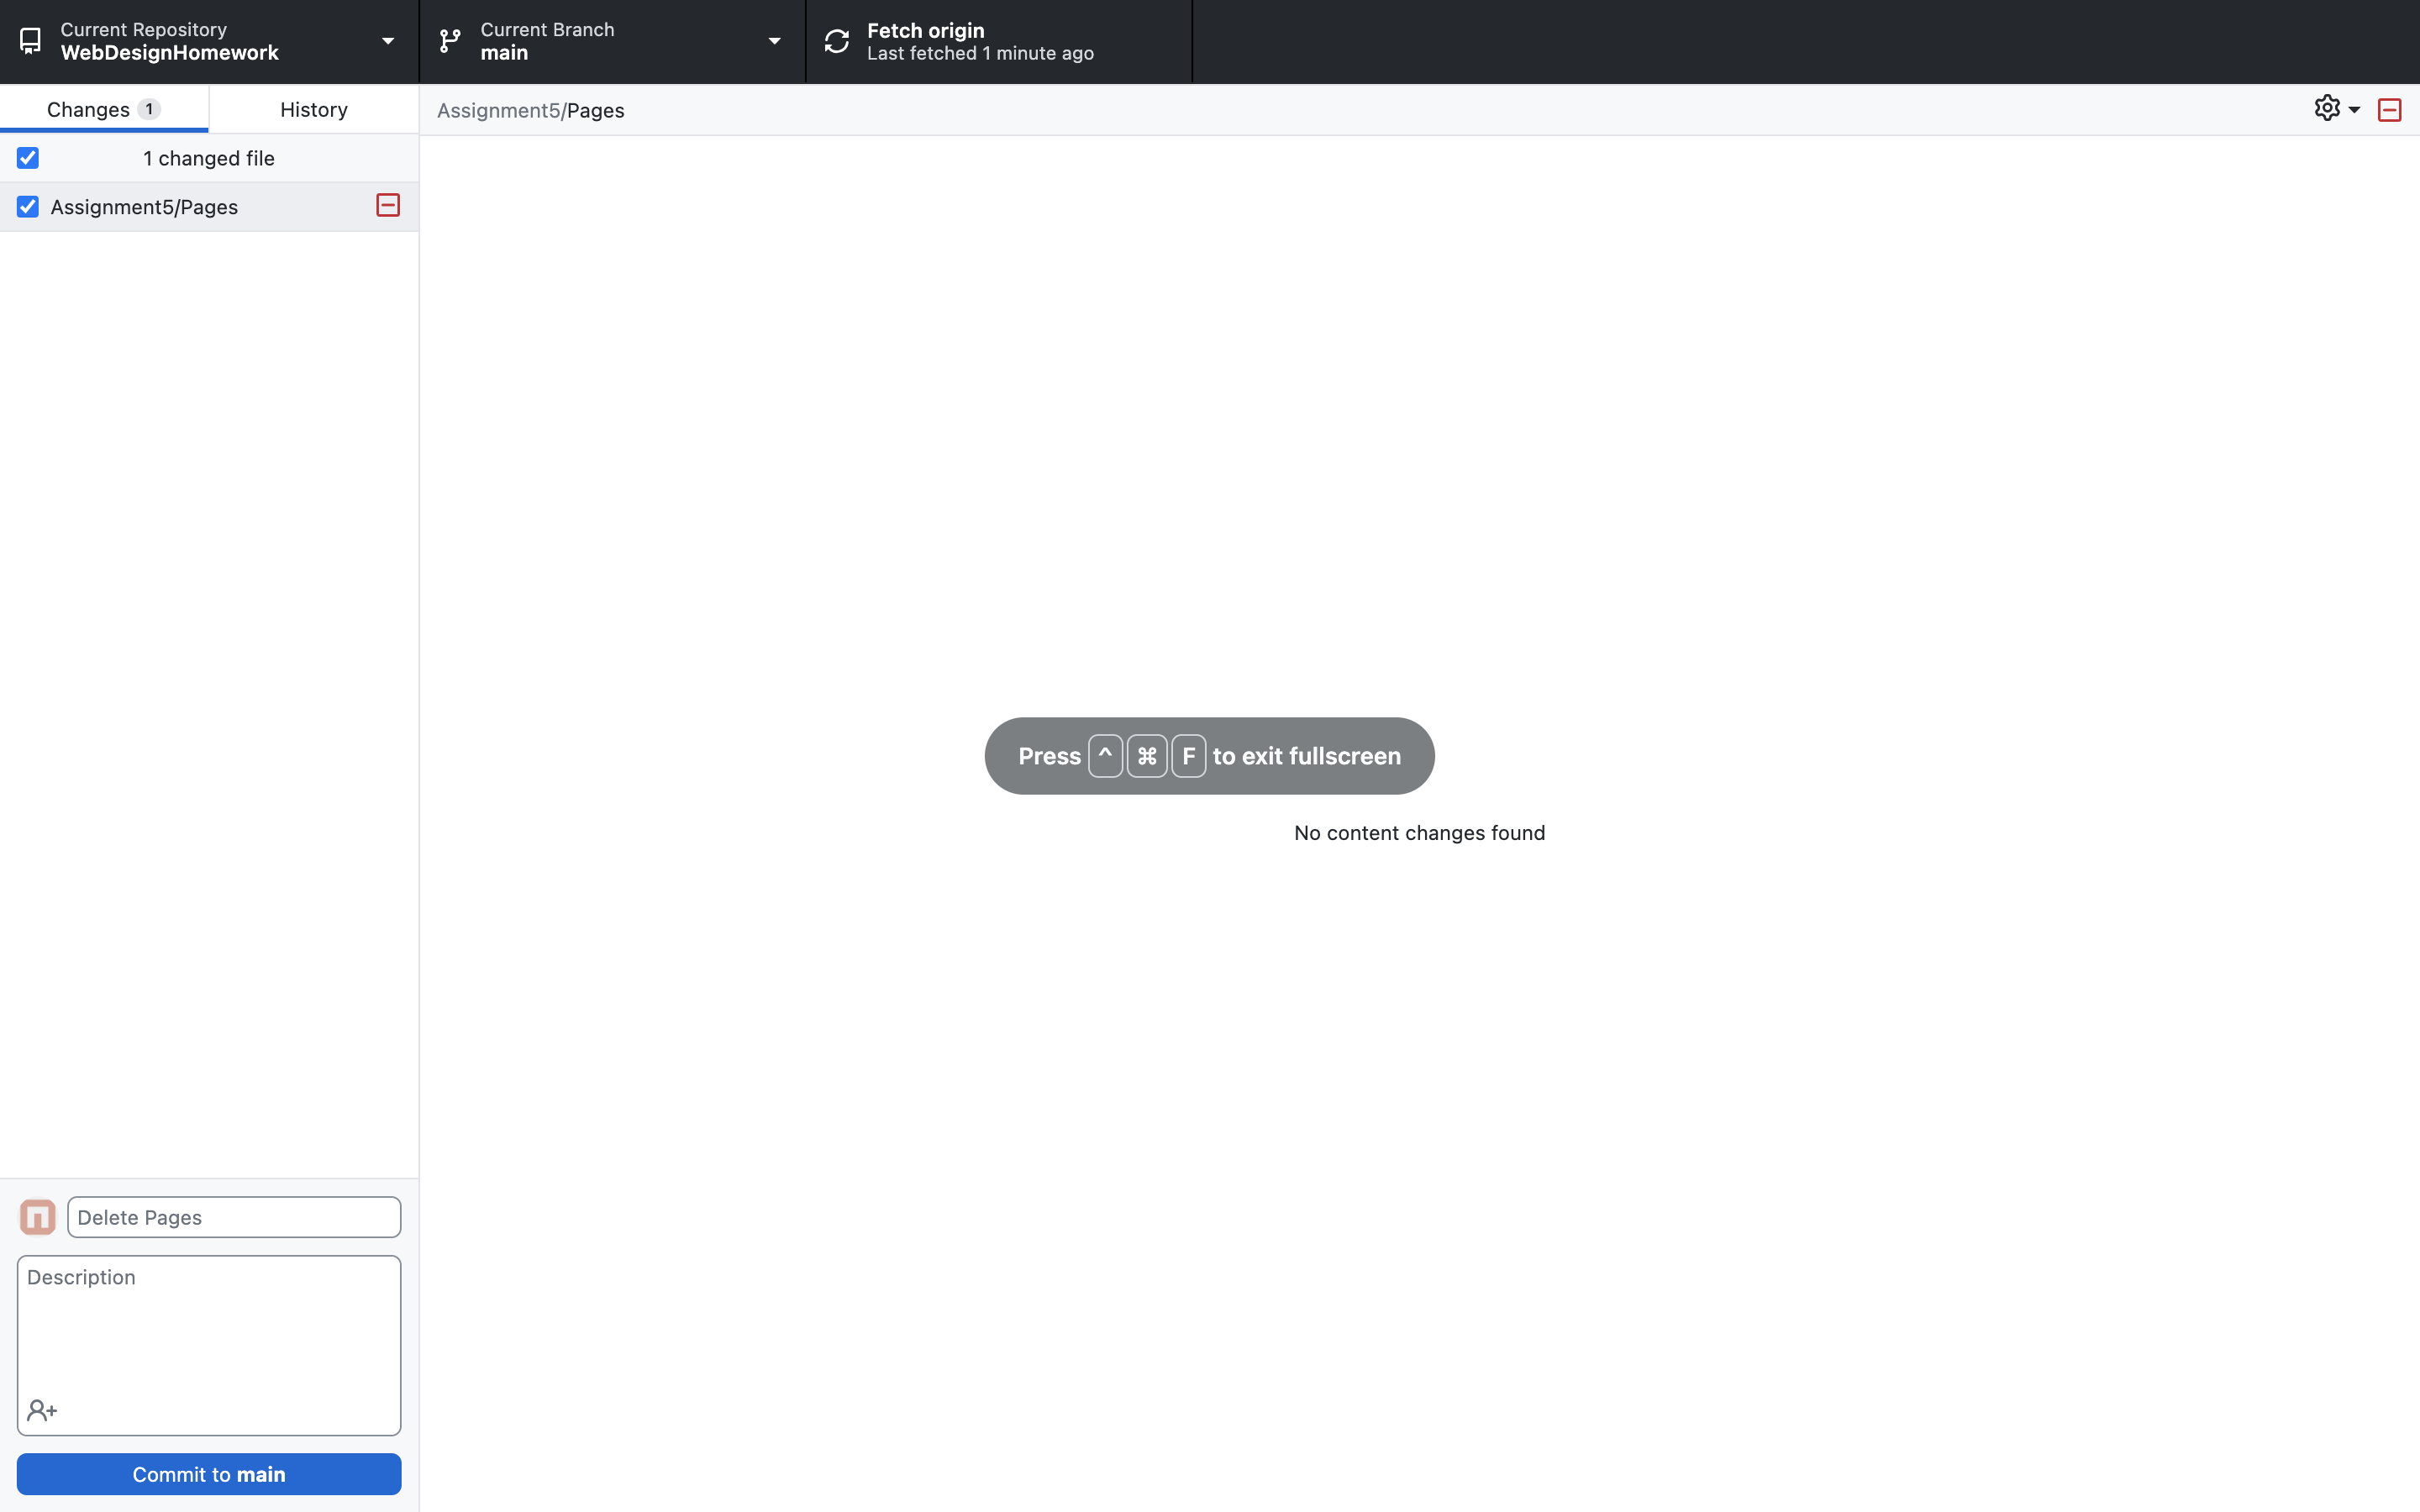 Current Repository
WebDesignHomework
Current Branch
main
Fetch origin
Last fetched 1 minute ago
Changes 1
History
Assignment5/Pages
1 changed file
Assignment5/Pages
Press ^ ⌘ F to exit fullscreen
No content changes found
Delete Pages
Description
Commit to main